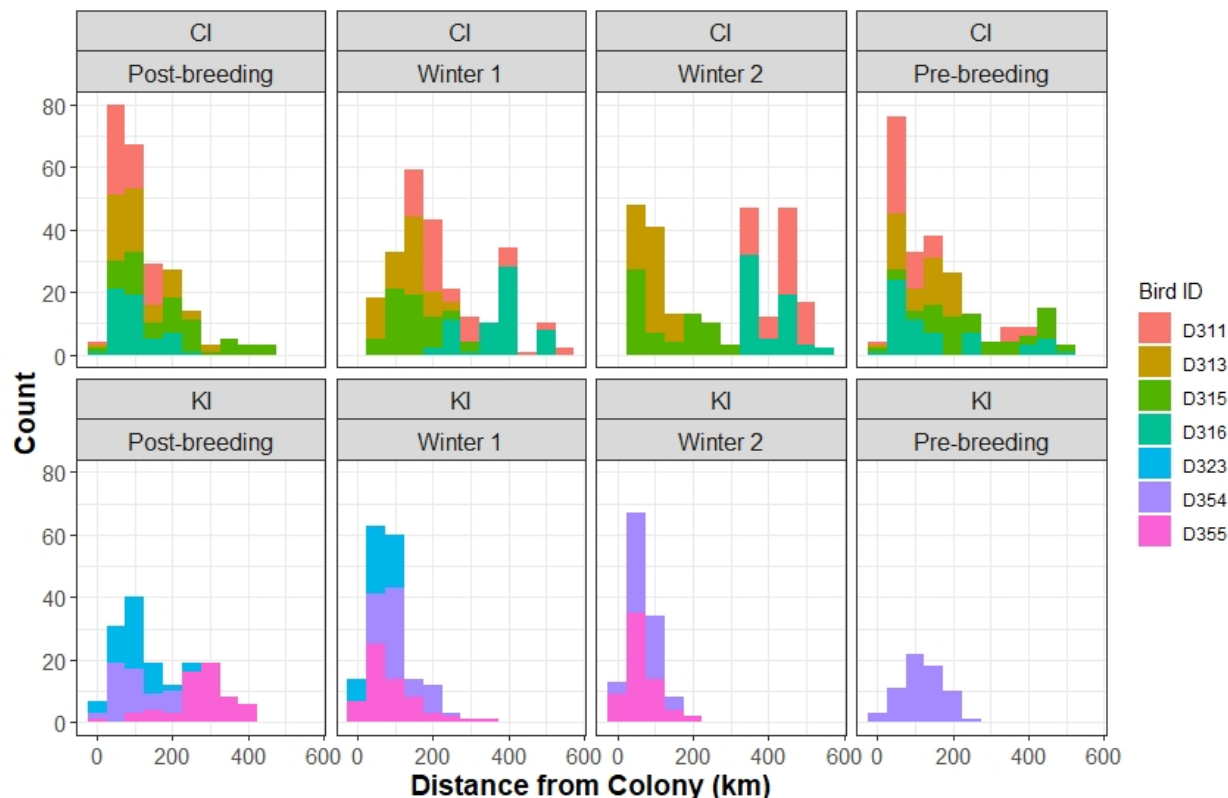 CI CI CI CI
Post-breeding Winter 1 Winter 2 Pre-breeding
80
60
40
20
0
KI KI KI KI
Post-breeding Winter 1 Winter 2 Pre-breeding
80
60
40
20
0
0 200 400 600 0 200 400 600 0 200 400 600 0 200 400 600
Count
Distance from Colony (km)
Bird ID
D311
D313
D315
D316
D323
D354
D355